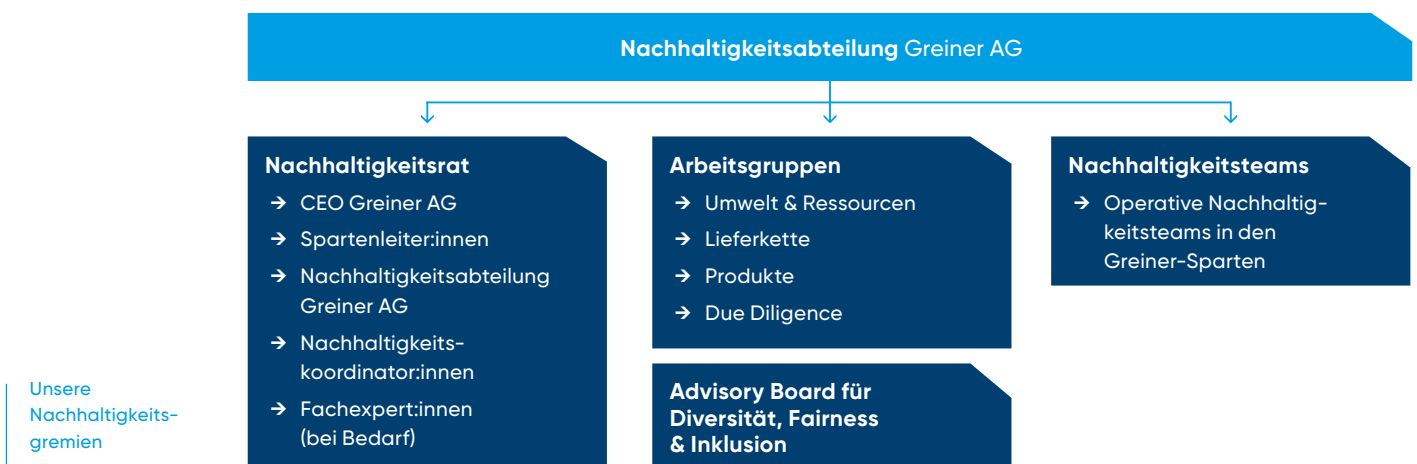 Nachhaltigkeitsabteilung Greiner AG
Nachhaltigkeitsrat
→ CEO Greiner AG
→ Spartenleiter:innen
→ Nachhaltigkeitsabteilung
Greiner AG
→ Nachhaltigkeits-
koordinator:innen
→ Fachexpert:innen
(bei Bedarf)
Arbeitsgruppen
→ Umwelt & Ressourcen
→ Lieferkette
→ Produkte
→ Due Diligence
Advisory Board für
Diversität, Fairness
& Inklusion
Nachhaltigkeitsteams
→ Operative Nachhaltig-
keitsteams in den
Greiner-Sparten
Unsere
Nachhaltigkeits-
gremien